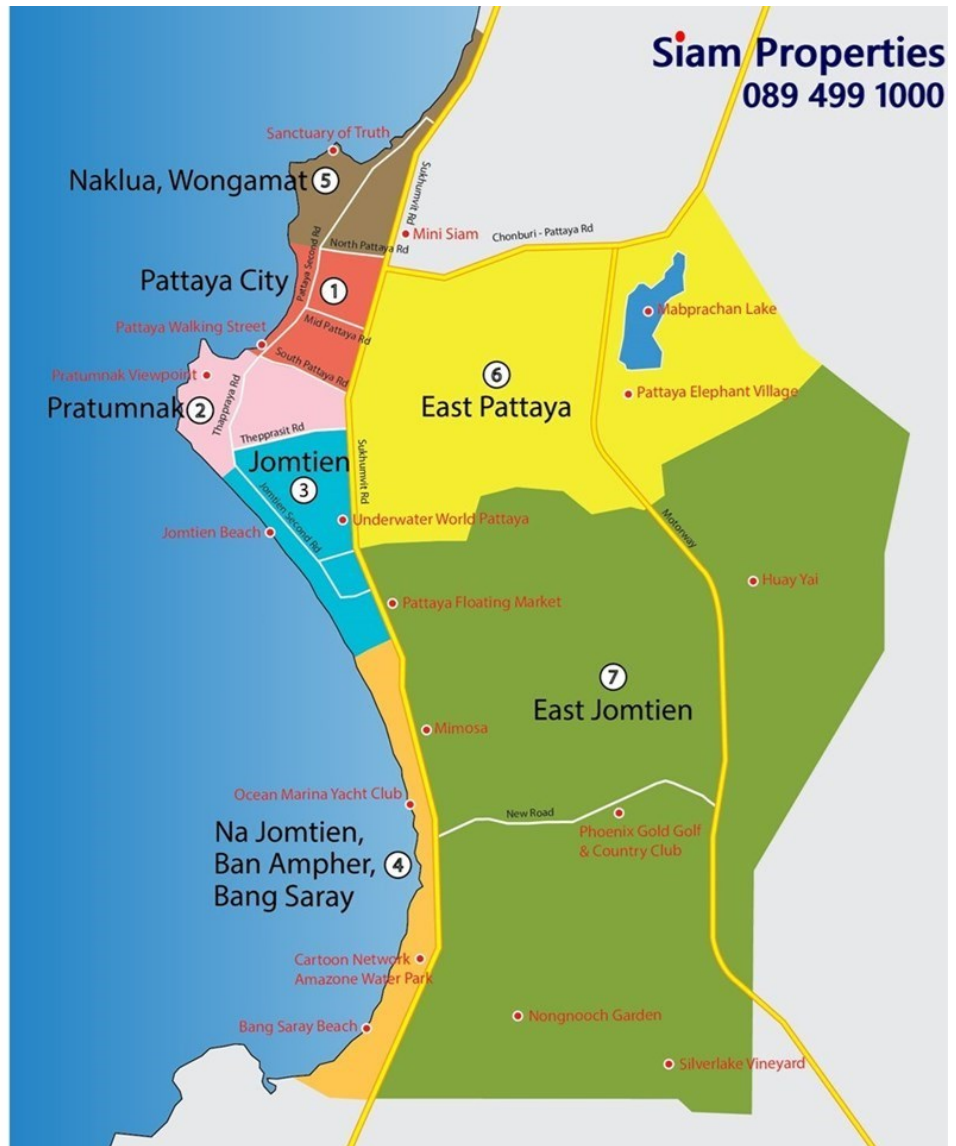 Siam Properties
089 499 1000
Sanctuary of Truth
Naklua, Wongamat 5
Sukhumvit Rd
Mini Siam
Chonburi - Pattaya Rd
North Pattaya Rd
Pattaya Second Rd
Pattaya City
1
Mabprachan Lake
Mid Pattaya Rd
Pattaya Walking Street
South Pattaya Rd
Pratumnak Viewpoint
6
East Pattaya
Pattaya Elephant Village
Pratumnak 2
Thappraya Rd
Thepprasit Rd
Jomtien
3
Sukhumvit Rd
Jomtien Second Rd
Underwater World Pattaya
Jomtien Beach
Motorway
Huay Yai
Pattaya Floating Market
7
East Jomtien
Mimosa
Ocean Marina Yacht Club
New Road
Phoenix Gold Golf
& Country Club
Na Jomtien,
Ban Ampher, 4
Bang Saray
Cartoon Network
Amazone Water Park
Bang Saray Beach
Nongnooch Garden
Silverlake Vineyard